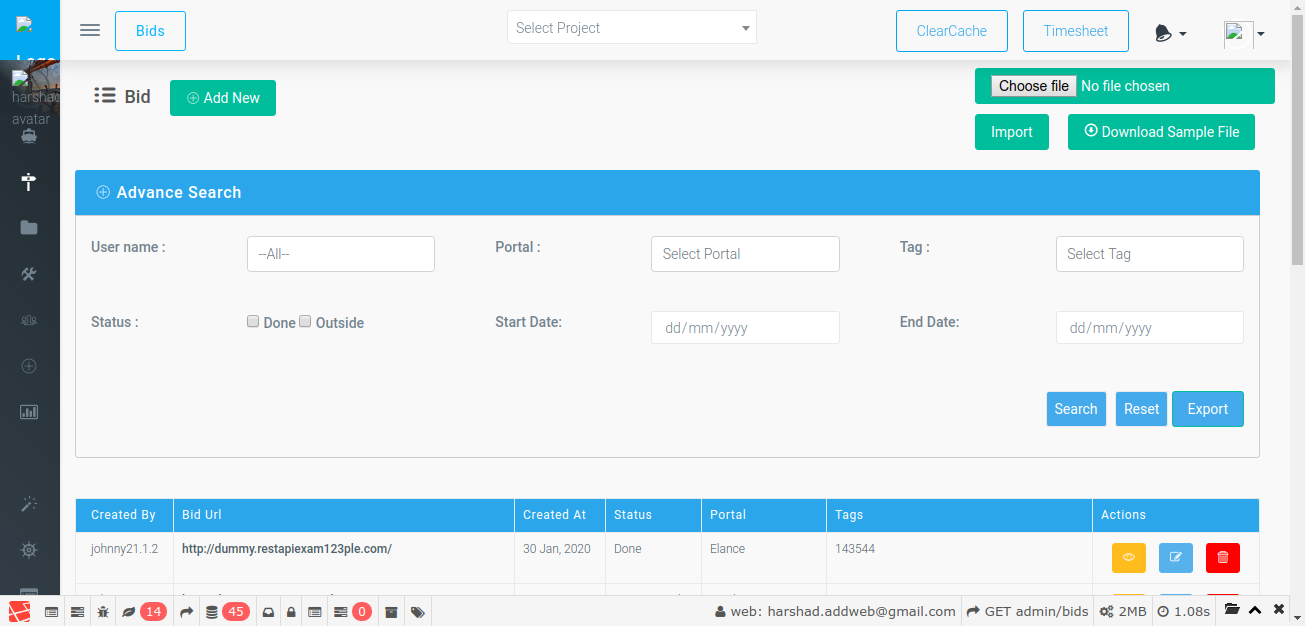 Bids
Select Project
ClearCache
Timesheet
harshad
avatar
Bid
Add New
Choose file No file chosen
Import
Download Sample File
Advance Search
User name :
--All--
Portal :
Select Portal
Tag :
Select Tag
Status :
Done
Outside
Start Date:
dd/mm/yyyy
End Date:
dd/mm/yyyy
Search
Reset
Export
Created By
Bid Url
Created At
Status
Portal
Tags
Actions
johnny21.1.2
http://dummy.restapiexam123ple.com/
30 Jan, 2020
Done
Elance
143544
14
45
0
web: harshad.addweb@gmail.com
GET admin/bids
2MB
1.08s